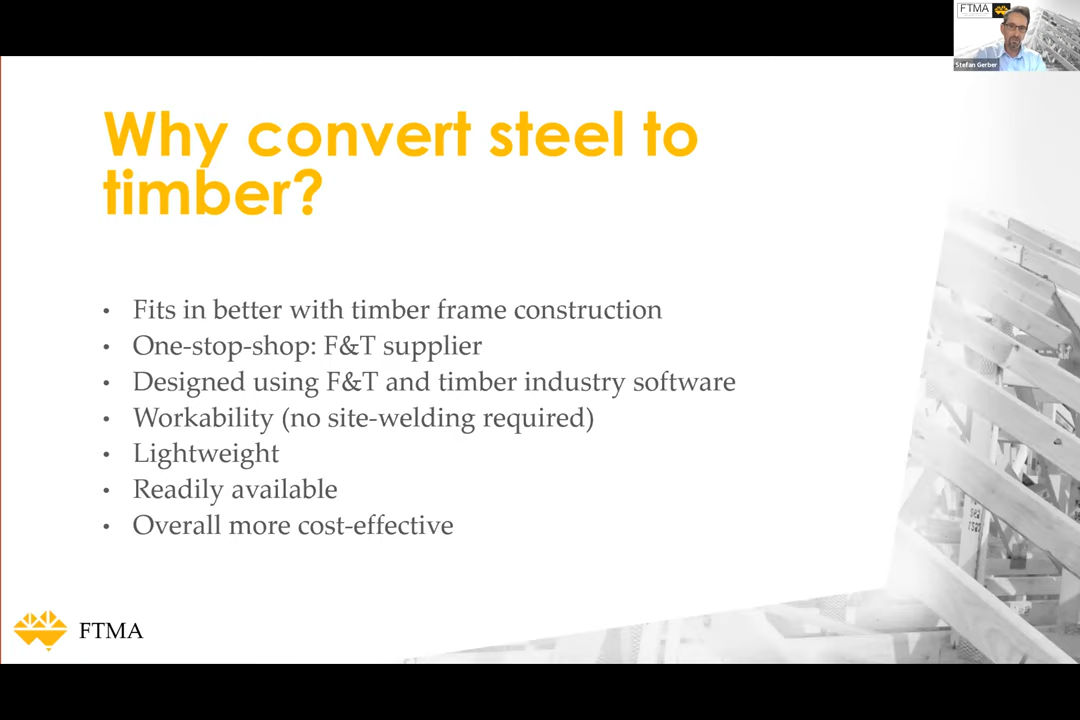 FTMA
Stefan Gerber
Why convert steel to
timber?
• Fits in better with timber frame construction
• One-stop-shop: F&T supplier
• Designed using F&T and timber industry software
• Workability (no site-welding required)
• Lightweight
• Readily available
• Overall more cost-effective
FTMA